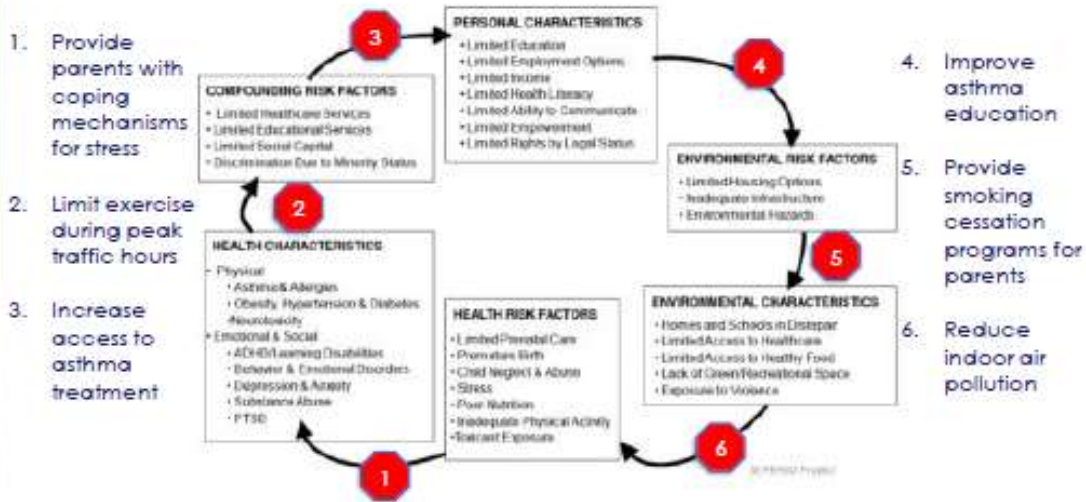 1. Provide
parents with
coping
mechanisms
for stress
2. Limit exercise
during peak
traffic hours
3. Increase
access to
asthma
treatment
3
PERSONAL CHARACTERISTICS
• Limited Education
• Limited Employment Options
• Limited Income
• Limited Health Literacy
• Limited Ability to Communicate
• Limited Empowerment
• Limited Rights by Legal Status
4
COMPOUNDING RISK FACTORS
• Limited Healthcare Services
• Limited Educational Services
• Limited Social Capital
• Discrimination Due to Minority Status
2
ENVIRONMENTAL RISK FACTORS
• Limited Housing Options
• Inadequate Infrastructure
• Environmental Hazards
5
HEALTH CHARACTERISTICS
• Physical
• Asthma & Allergies
• Obesity, Hypertension & Diabetes
•Neurotoxicity
• Emotional & Social
• ADHD/Learning Disabilities
• Behavior & Emotional Disorders
• Depression & Anxiety
• Substance Abuse
• PTSD
1
HEALTH RISK FACTORS
• Limited Prenatal Care
• Premature Birth
• Child Neglect & Abuse
• Stress
• Poor Nutrition
• Inadequate Physical Activity
•Toxicant Exposure
ENVIRONMENTAL CHARACTERISTICS
• Homes and Schools in Disrepair
• Limited Access to Healthcare
• Limited Access to Healthy Food
• Lack of Green/Recreational Space
• Exposure to Violence
6
4. Improve
asthma
education
5. Provide
smoking
cessation
programs for
parents
6. Reduce
indoor air
pollution